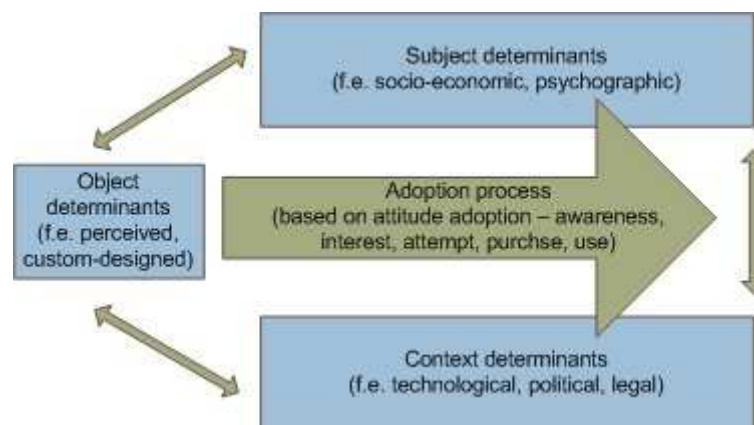 Subject determinants
(f.e. socio-economic, psychographic)
Object
determinants
(f.e. perceived,
custom-designed)
Adoption process
(based on attitude adoption – awareness,
interest, attempt, purchse, use)
Context determinants
(f.e. technological, political, legal)